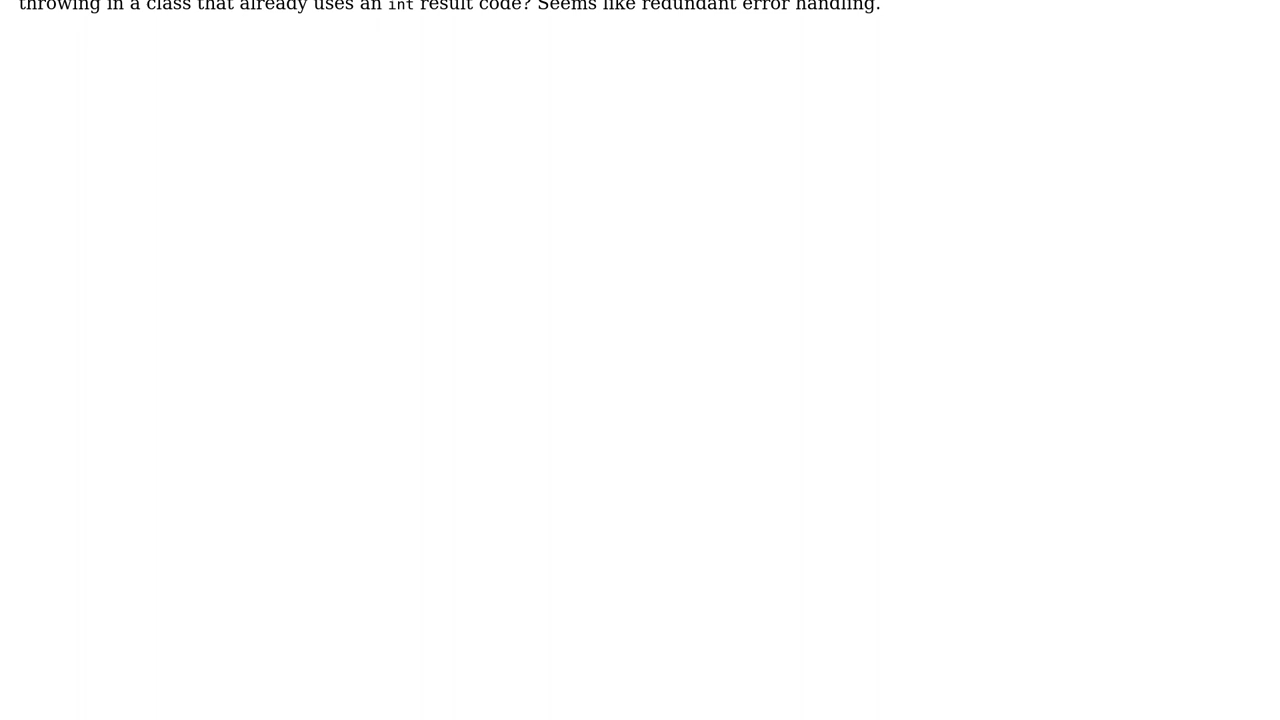 throwing in a class that already uses an int result code? Seems like redundant error handling.